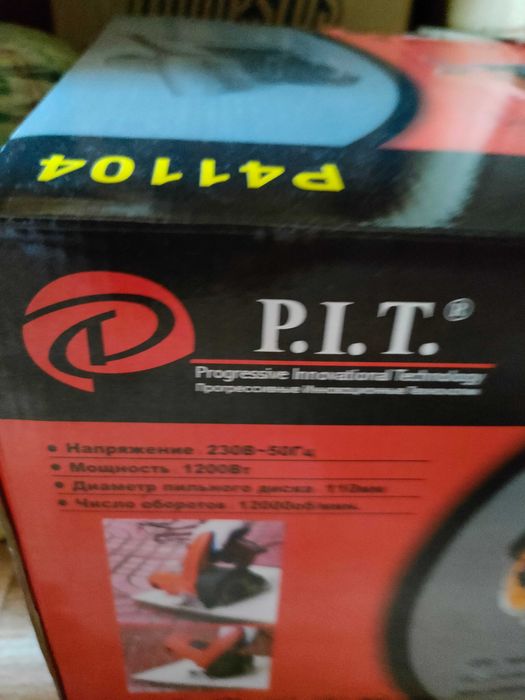 P41104
P.I.T.®
Progressive Innovational Technology
Прогрессивные Инновационные Технологии
• Напряжение 230В~50Гц
• Мощность 1200Вт
• Диаметр пильного диска 110мм
• Число оборотов 12000об/мин.